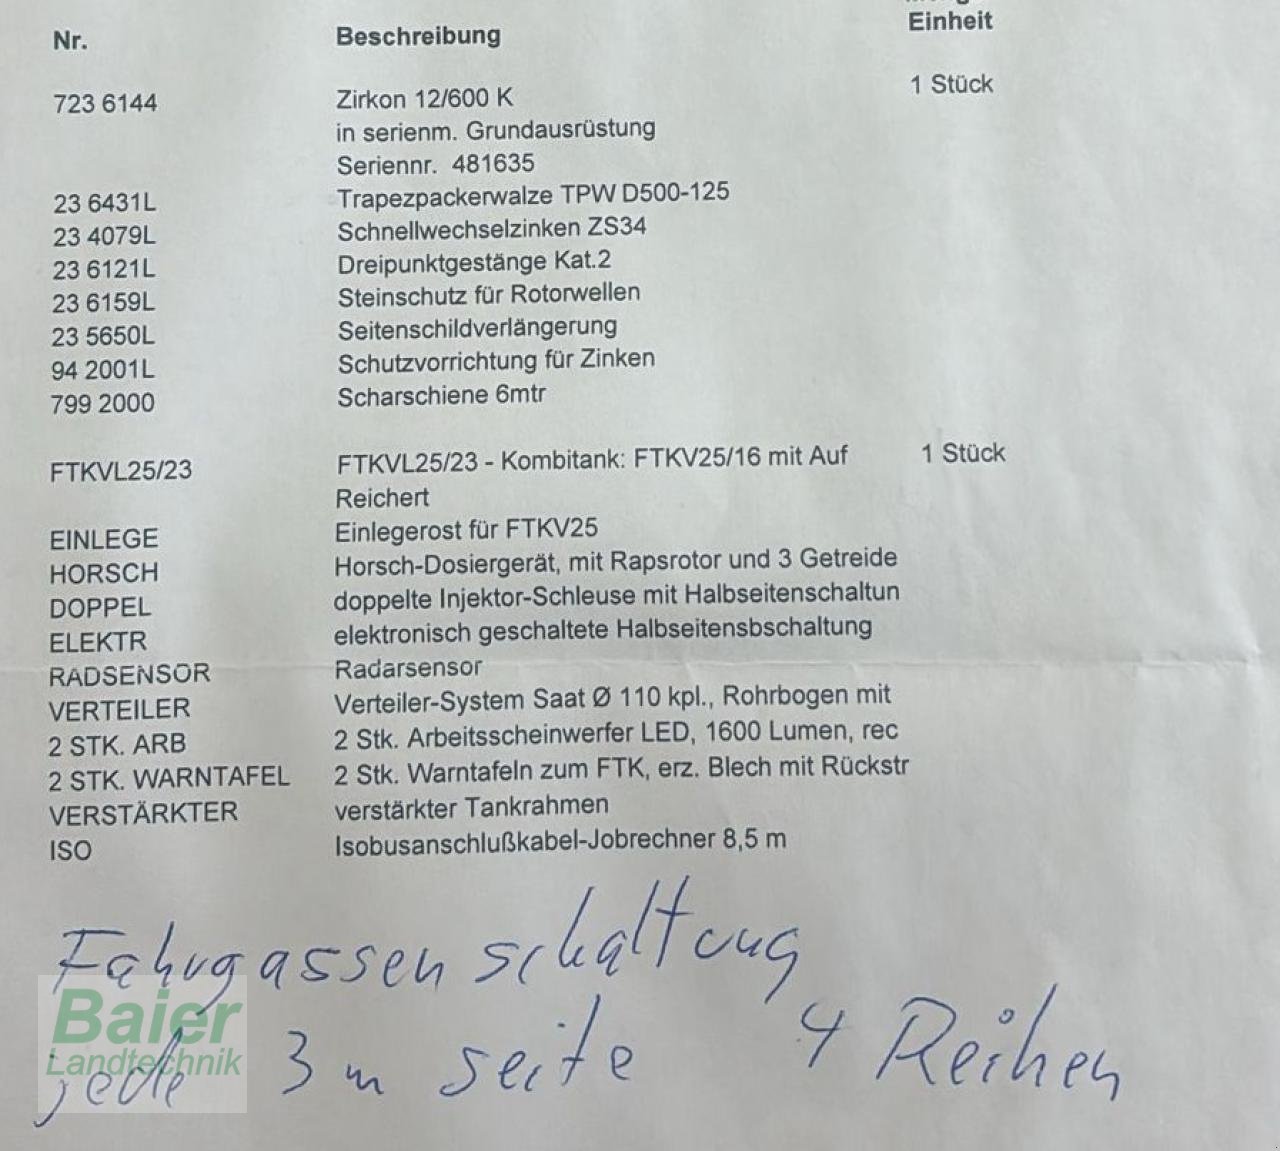 Nr. Beschreibung Einheit
723 6144 Zirkon 12/600 K 1 Stück
in serienm. Grundausrüstung
Seriennr. 481635
23 6431L Trapezpackerwalze TPW D500-125
23 4079L Schnellwechselzinken ZS34
23 6121L Dreipunktgestänge Kat.2
23 6159L Steinschutz für Rotorwellen
23 5650L Seitenschildverlängerung
94 2001L Schutzvorrichtung für Zinken
799 2000 Scharschiene 6mtr
FTKVL25/23 FTKVL25/23 - Kombitank: FTKV25/16 mit Auf 1 Stück
Reichert
EINLEGE Einlegerost für FTKV25
HORSCH Horsch-Dosiergerät, mit Rapsrotor und 3 Getreide
DOPPEL doppelte Injektor-Schleuse mit Halbseitenschaltun
ELEKTR elektronisch geschaltete Halbseitensbschaltung
RADSENSOR Radarsensor
VERTEILER Verteiler-System Saat Ø 110 kpl., Rohrbogen mit
2 STK. ARB 2 Stk. Arbeitsscheinwerfer LED, 1600 Lumen, rec
2 STK. WARNTAFEL 2 Stk. Warntafeln zum FTK, erz. Blech mit Rückstr
VERSTÄRKTER verstärkter Tankrahmen
ISO Isobusanschlußkabel-Jobrechner 8,5 m
Fahrgassenschaltung
jede 3 m seite 4 Reihen
Baier
Landtechnik